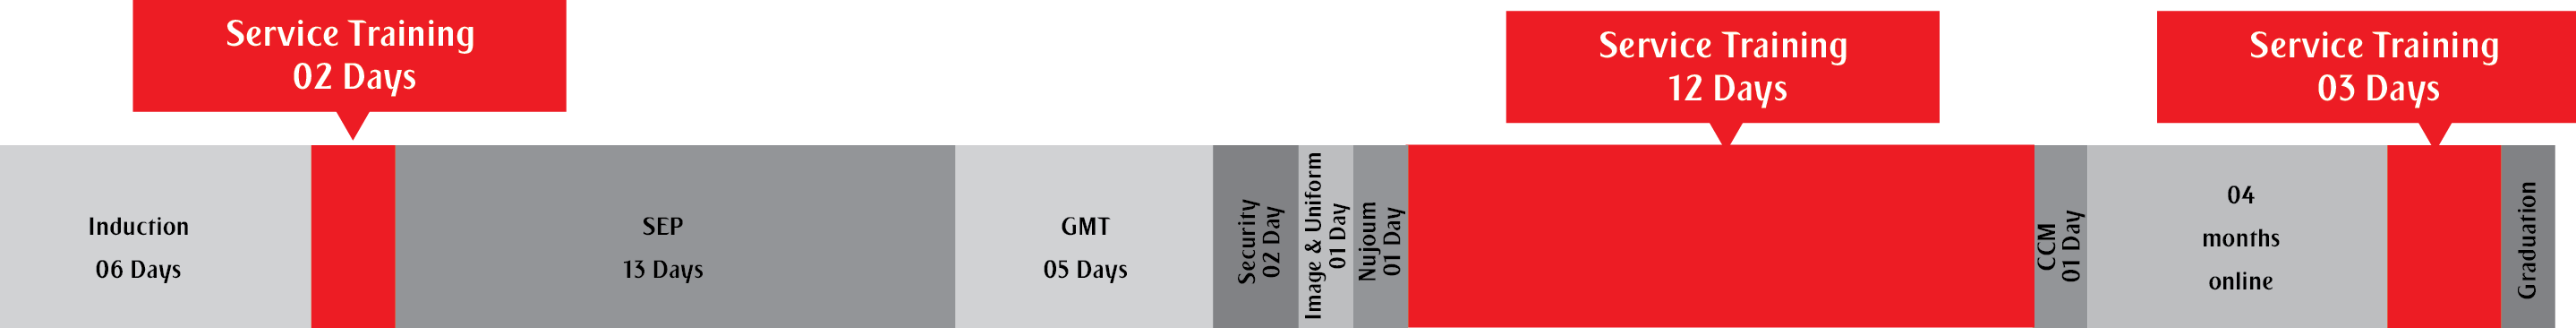 Service Training
02 Days
Service Training
12 Days
Service Training
03 Days
Induction
06 Days
SEP
13 Days
GMT
05 Days
Security
02 Day
Image & Uniform
01 Day
Nujoum
01 Day
CCM
01 Day
04
months
online
Graduation